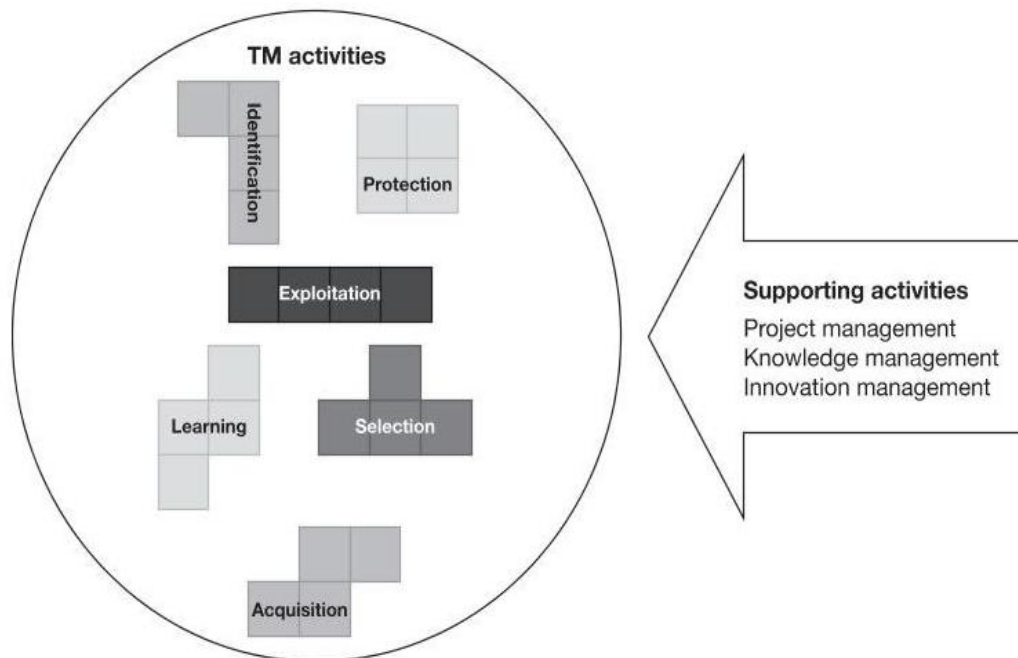 TM activities
Identification
Protection
Exploitation
Learning
Selection
Acquisition
Supporting activities
Project management
Knowledge management
Innovation management